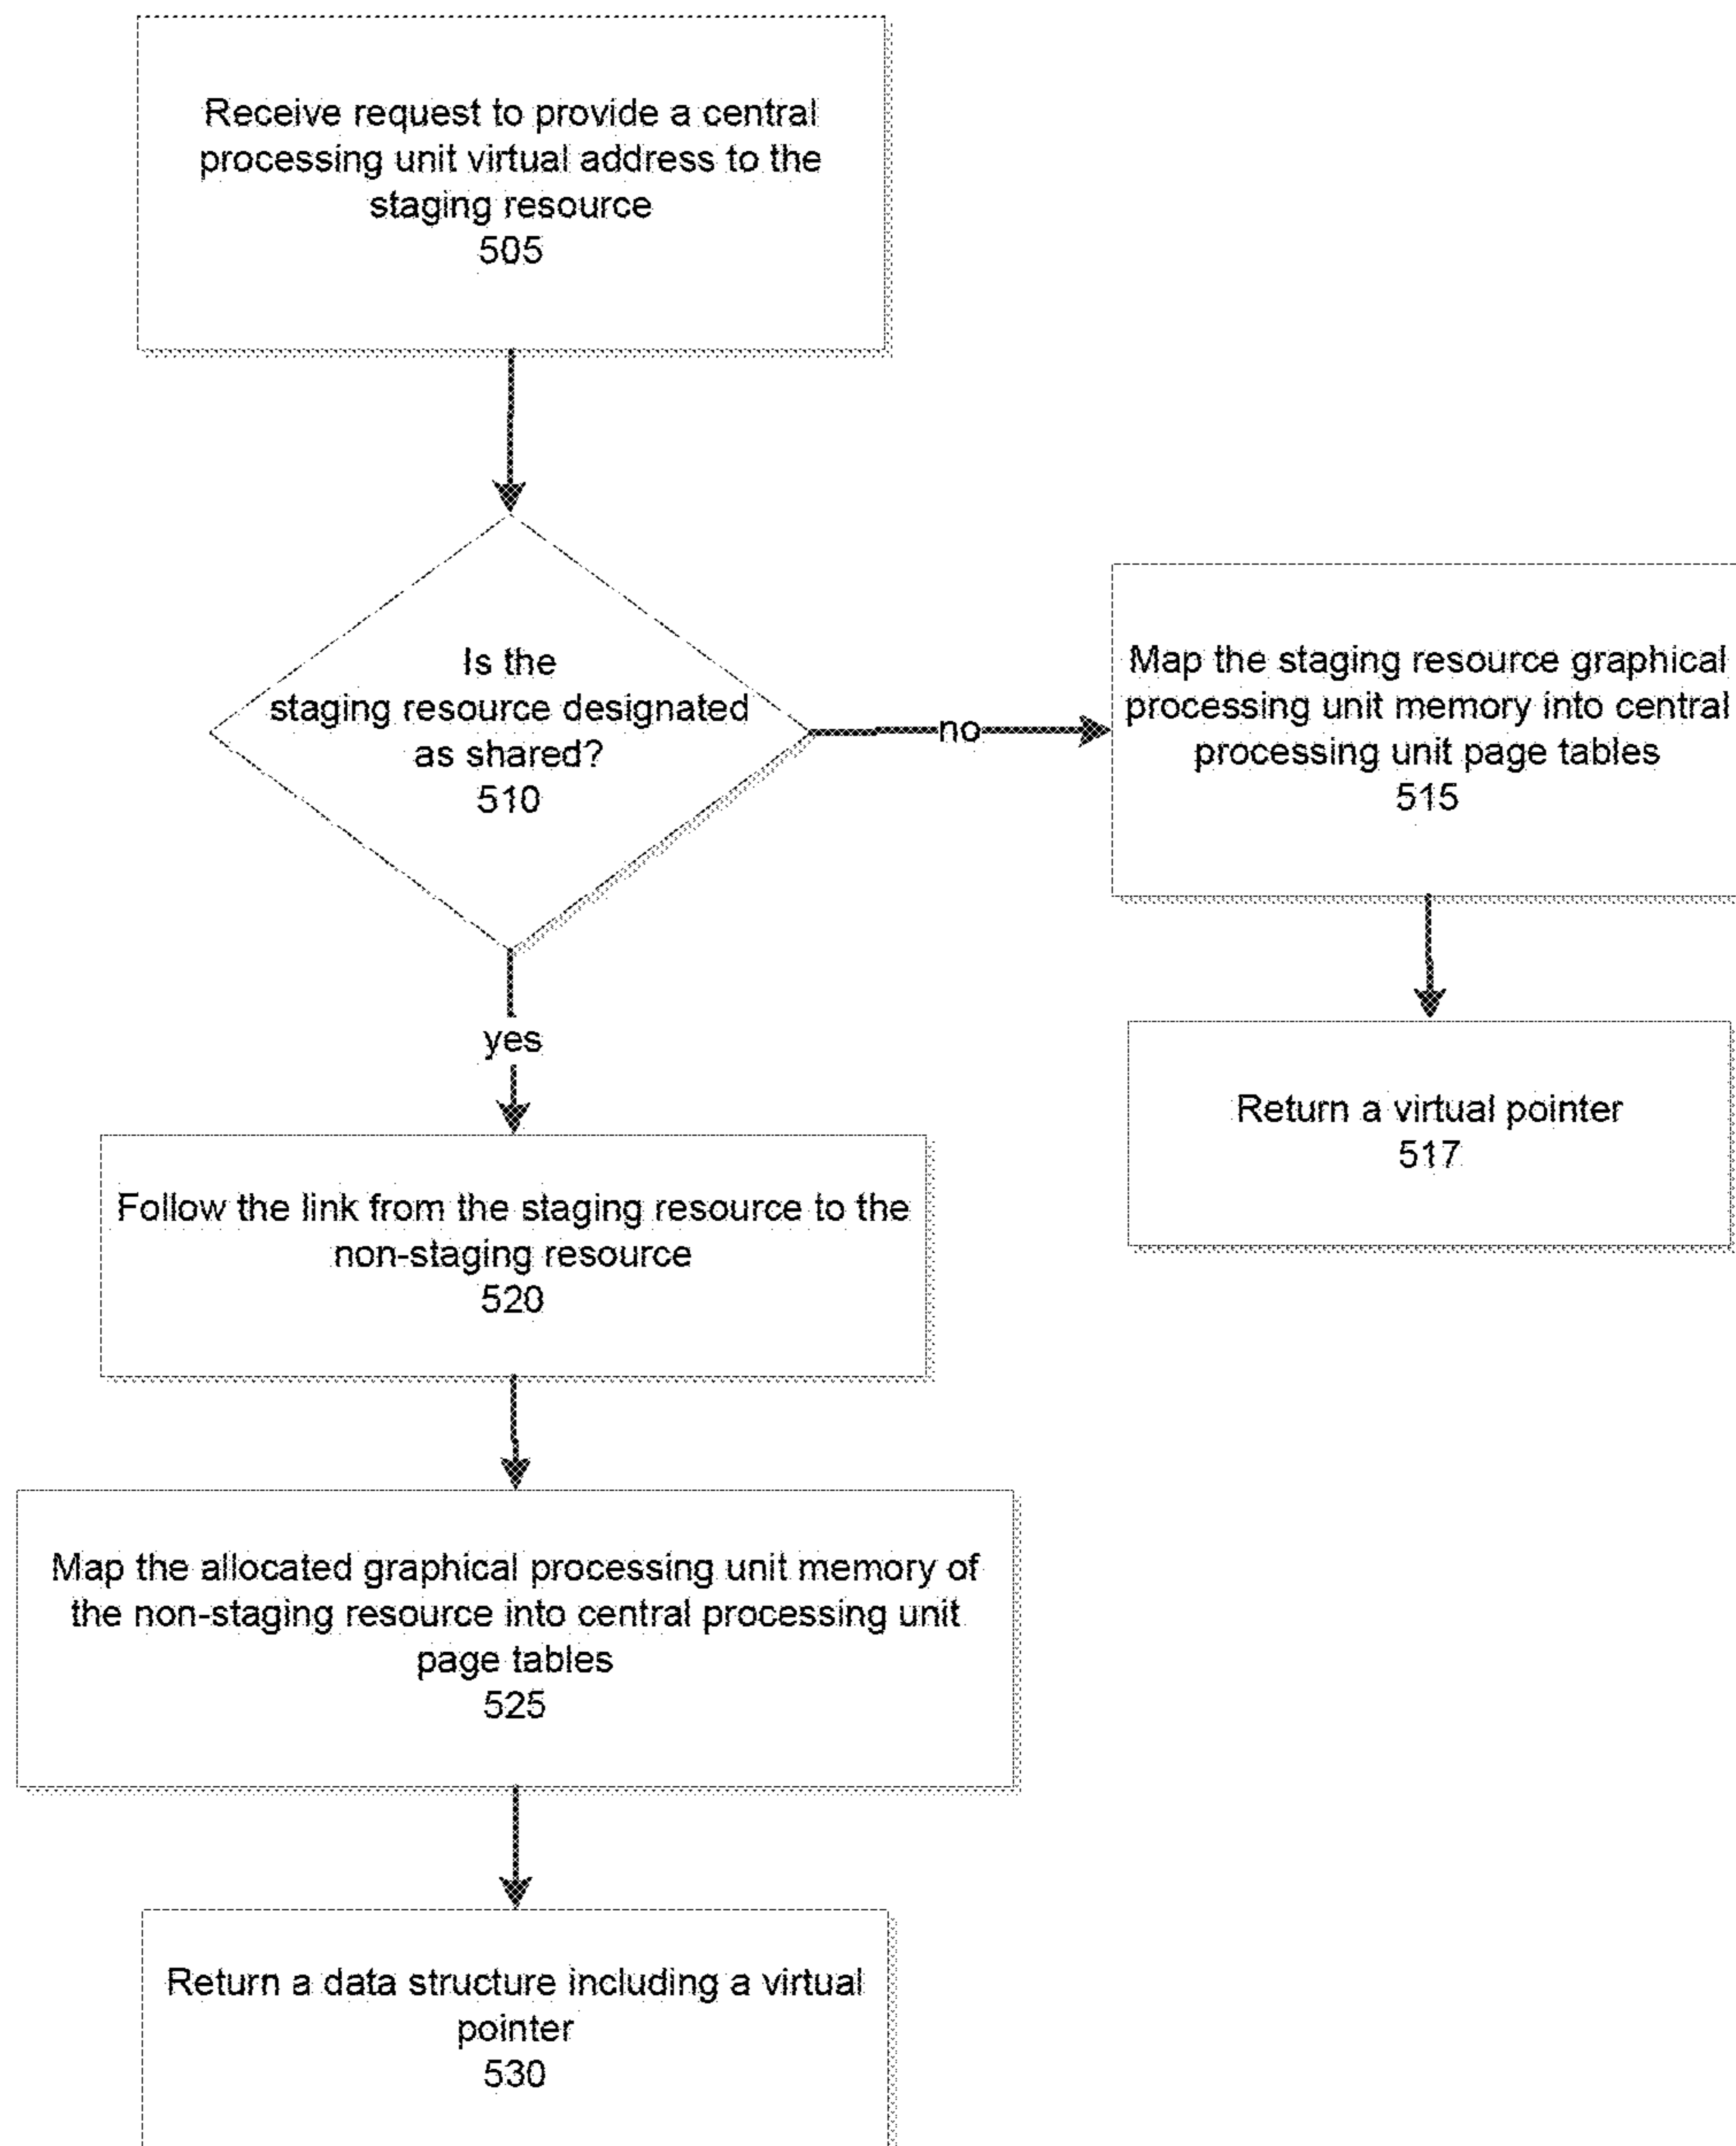 Receive request to provide a central
processing unit virtual address to the
staging resource
505
Is the
staging resource designated
as shared?
510
no
Map the staging resource graphical
processing unit memory into central
processing unit page tables
515
Return a virtual pointer
517
yes
Follow the link from the staging resource to the
non-staging resource
520
Map the allocated graphical processing unit memory of
the non-staging resource into central processing unit
page tables
525
Return a data structure including a virtual
pointer
530